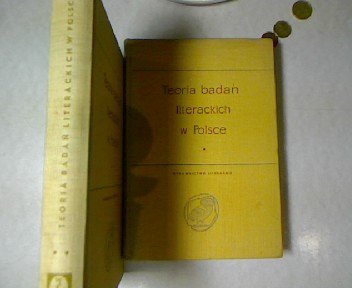 TEORIA BADAŃ LITERACKICH W POLSCE
Teoria badań
literackich
w Polsce